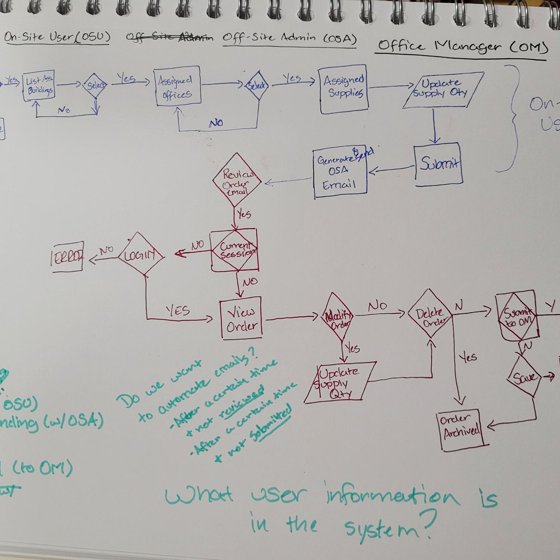 On-Site User (OSU) Off-Site Admin Off-Site Admin (OSA) Office Manager (OM)
Yes
List Buildings
Select
Yes
No
Assigned
Offices
Select
Yes
No
Assigned
Supplies
Update
Supply Qty
On-
Us
Submit
Generate & Send
OSA
Email
Review
Order
Email
Yes
Current
Session
NO
LOGIN
NO
ERROR
YES
NO
View
Order
Modify
Order
No
Yes
Update
Supply
Qty
Delete
Order
N
Yes
Submit
to OM
Y
N
Save
Order
Archived
Do we want
to automate emails?
- After a certain time
+ not reviewed
- After a certain time
+ not submitted
OSU)
nding (w/OSA)
(to OM)
What user information is
in the system?